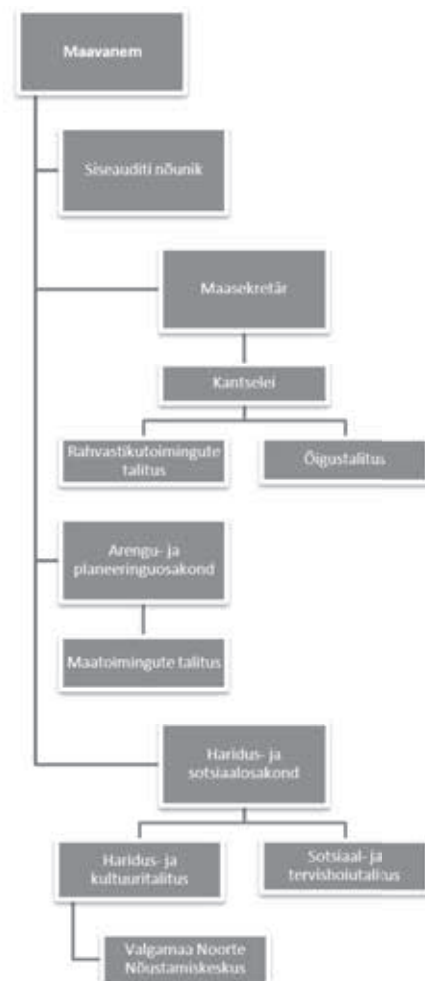 Maavanem
Siseauditi nõunik
Maasekretär
Kantselei
Rahvastikutoimingute
talitus
Õigustalitus
Arengu- ja
planeeringuosakond
Maatoimingute talitus
Haridus- ja
sotsiaalosakond
Haridus- ja
kultuuritalitus
Sotsiaal- ja
tervishoiutalitus
Valgamaa Noorte
Nõustamiskeskus